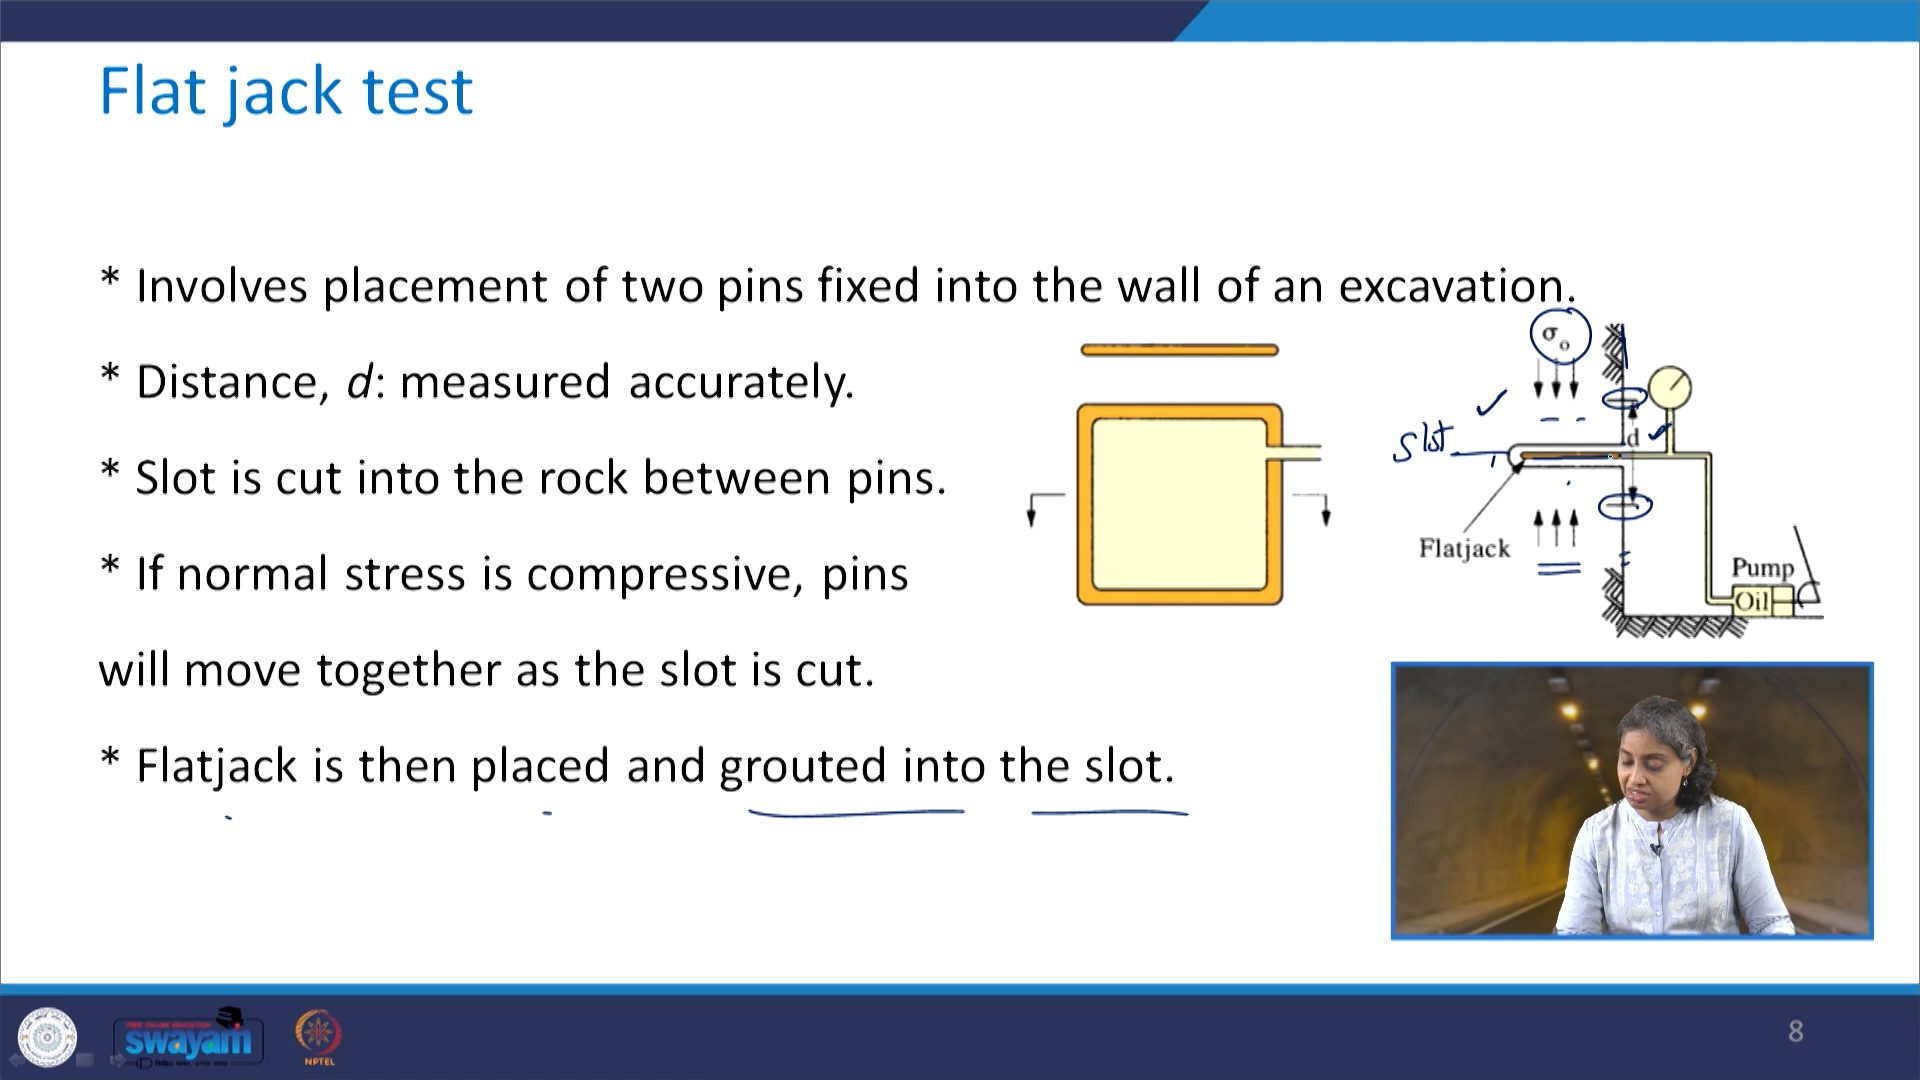 Flat jack test
* Involves placement of two pins fixed into the wall of an excavation.
* Distance, d: measured accurately.
* Slot is cut into the rock between pins.
* If normal stress is compressive, pins
will move together as the slot is cut.
* Flatjack is then placed and grouted into the slot.
σo
d
Slot
Flatjack
Pump
Oil
FREE ONLINE EDUCATION
swayam
NPTEL
8